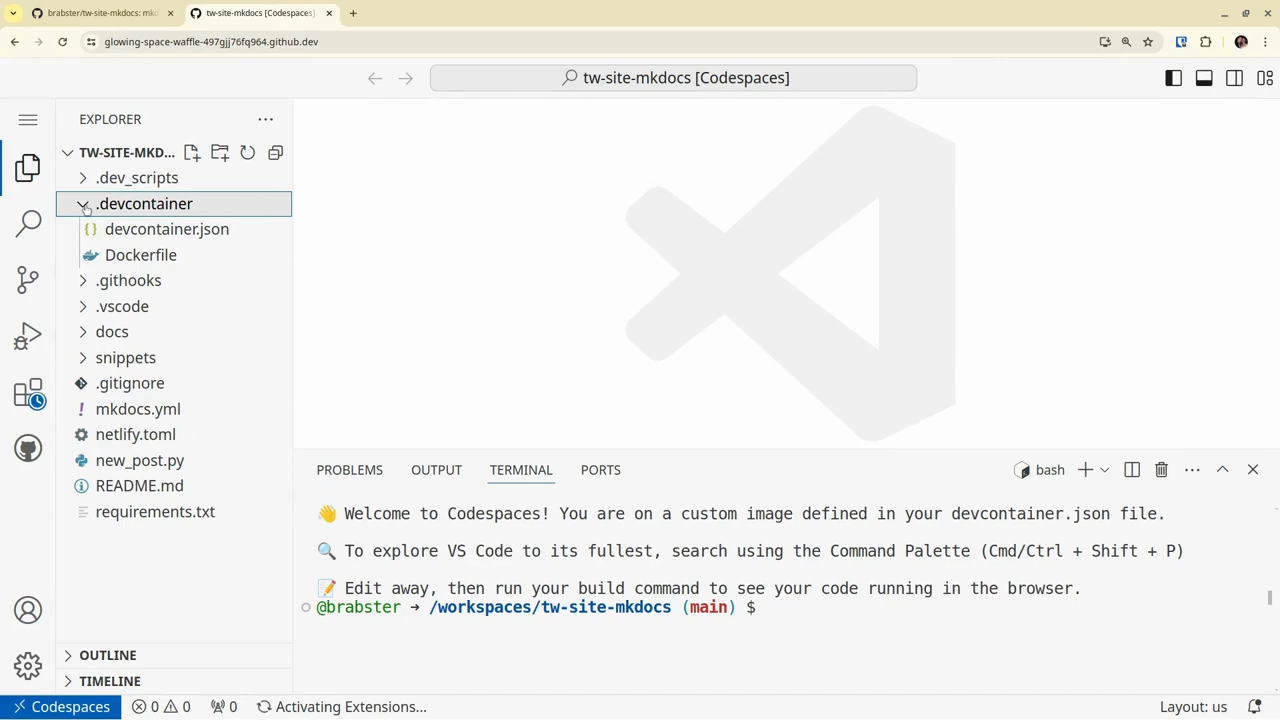 brabster/tw-site-mkdocs: mkd
tw-site-mkdocs [Codespaces]
glowing-space-waffle-497gjj76fq964.github.dev
tw-site-mkdocs [Codespaces]
EXPLORER
TW-SITE-MKD...
.dev_scripts
.devcontainer
devcontainer.json
Dockerfile
.githooks
.vscode
docs
snippets
.gitignore
mkdocs.yml
netlify.toml
new_post.py
README.md
requirements.txt
OUTLINE
TIMELINE
PROBLEMS OUTPUT TERMINAL PORTS bash
👋 Welcome to Codespaces! You are on a custom image defined in your devcontainer.json file.
🔍 To explore VS Code to its fullest, search using the Command Palette (Cmd/Ctrl + Shift + P)
📝 Edit away, then run your build command to see your code running in the browser.
@brabster ➜ /workspaces/tw-site-mkdocs (main) $
Codespaces 0 0 0 Activating Extensions... Layout: us